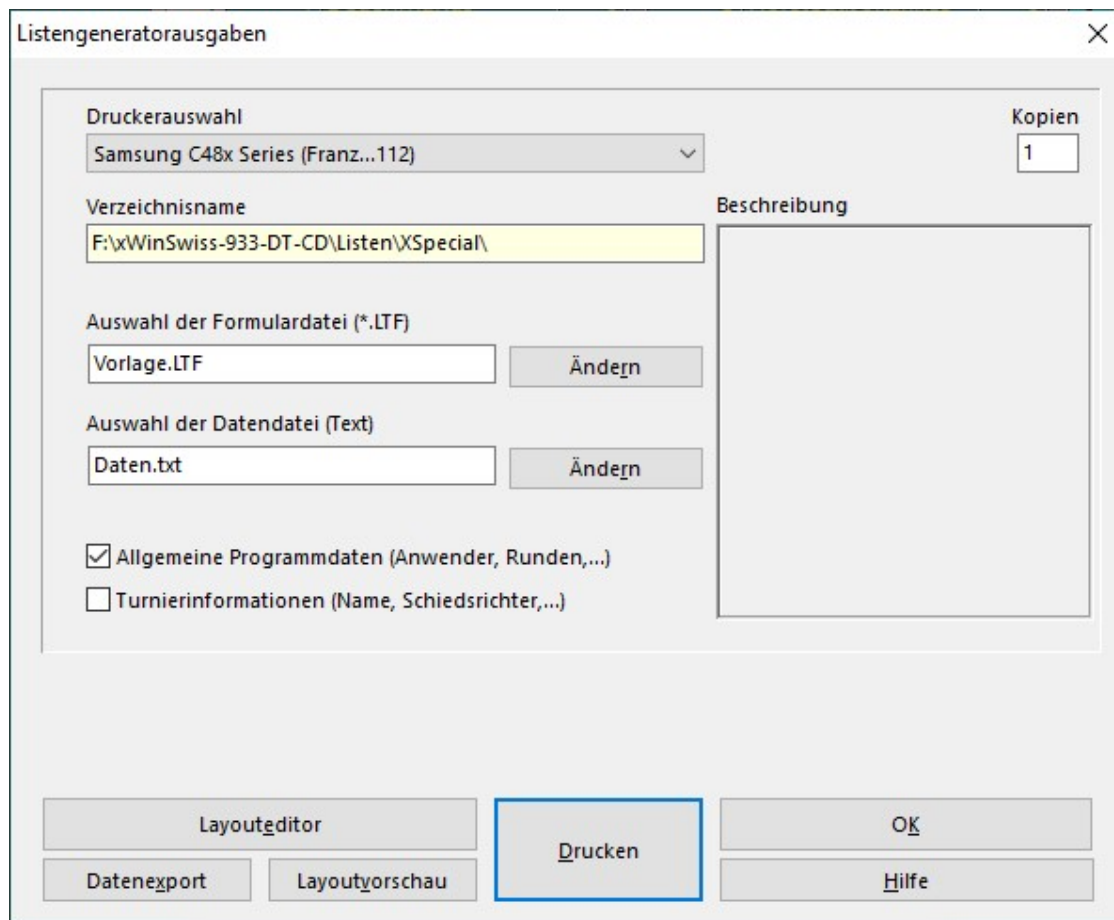 Listengeneratorausgaben
Druckerauswahl
Kopien
Samsung C48x Series (Franz...112)
1
Verzeichnisname
Beschreibung
F:\xWinSwiss-933-DT-CD\Listen\XSpecial\
Auswahl der Formulardatei (*.LTF)
Vorlage.LTF
Ändern
Auswahl der Datendatei (Text)
Daten.txt
Ändern
Allgemeine Programmdaten (Anwender, Runden,...)
Turnierinformationen (Name, Schiedsrichter,...)
Layouteditor
Drucken
OK
Datenexport
Layoutvorschau
Hilfe